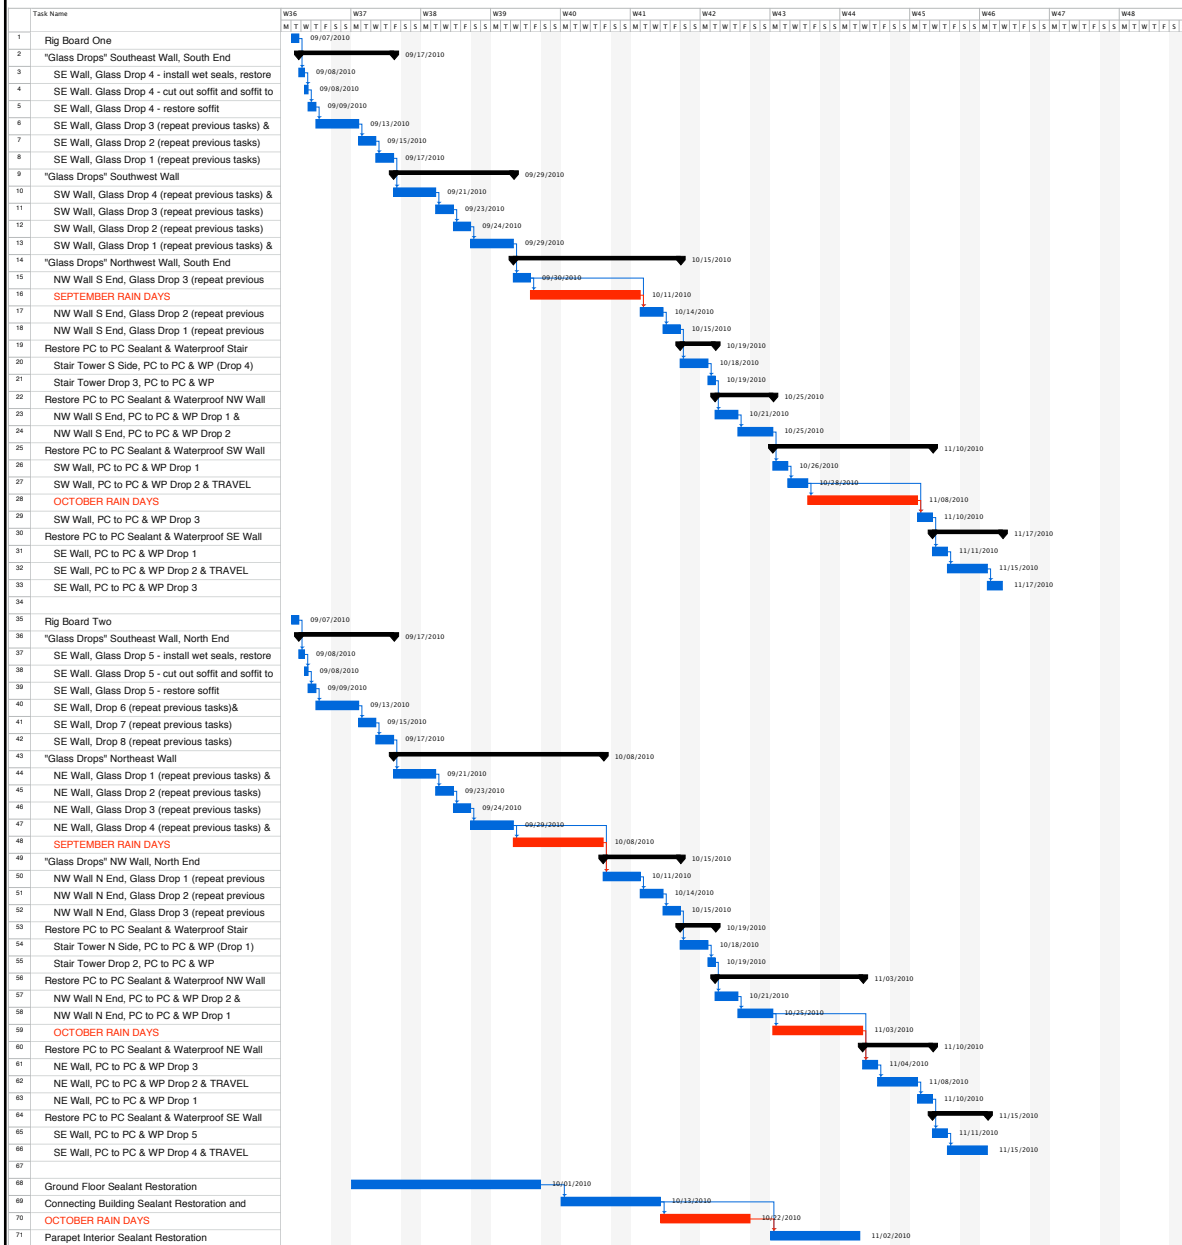 Task Name W36 W37 W38 W39 W40 W41 W42 W43 W44 W45 W46 W47 W48
M T W T F S S M T W T F S S M T W T F S S M T W T F S S M T W T F S S M T W T F S S M T W T F S S M T W T F S S M T W T F S S M T W T F S S M T W T F S S M T W T F S S M T W T F S
1 Rig Board One 09/07/2010
2 "Glass Drops" Southeast Wall, South End 09/17/2010
3 SE Wall, Glass Drop 4 - install wet seals, restore 09/08/2010
4 SE Wall. Glass Drop 4 - cut out soffit and soffit to 09/08/2010
5 SE Wall, Glass Drop 4 - restore soffit 09/09/2010
6 SE Wall, Glass Drop 3 (repeat previous tasks) & 09/13/2010
7 SE Wall, Glass Drop 2 (repeat previous tasks) 09/15/2010
8 SE Wall, Glass Drop 1 (repeat previous tasks) 09/17/2010
9 "Glass Drops" Southwest Wall 09/29/2010
10 SW Wall, Glass Drop 4 (repeat previous tasks) & 09/21/2010
11 SW Wall, Glass Drop 3 (repeat previous tasks) 09/23/2010
12 SW Wall, Glass Drop 2 (repeat previous tasks) 09/24/2010
13 SW Wall, Glass Drop 1 (repeat previous tasks) & 09/29/2010
14 "Glass Drops" Northwest Wall, South End 10/15/2010
15 NW Wall S End, Glass Drop 3 (repeat previous 09/30/2010
16 SEPTEMBER RAIN DAYS 10/11/2010
17 NW Wall S End, Glass Drop 2 (repeat previous 10/14/2010
18 NW Wall S End, Glass Drop 1 (repeat previous 10/15/2010
19 Restore PC to PC Sealant & Waterproof Stair 10/19/2010
20 Stair Tower S Side, PC to PC & WP (Drop 4) 10/18/2010
21 Stair Tower Drop 3, PC to PC & WP 10/19/2010
22 Restore PC to PC Sealant & Waterproof NW Wall 10/25/2010
23 NW Wall S End, PC to PC & WP Drop 1 & 10/21/2010
24 NW Wall S End, PC to PC & WP Drop 2 10/25/2010
25 Restore PC to PC Sealant & Waterproof SW Wall 11/10/2010
26 SW Wall, PC to PC & WP Drop 1 10/26/2010
27 SW Wall, PC to PC & WP Drop 2 & TRAVEL 10/28/2010
28 OCTOBER RAIN DAYS 11/08/2010
29 SW Wall, PC to PC & WP Drop 3 11/10/2010
30 Restore PC to PC Sealant & Waterproof SE Wall 11/17/2010
31 SE Wall, PC to PC & WP Drop 1 11/11/2010
32 SE Wall, PC to PC & WP Drop 2 & TRAVEL 11/15/2010
33 SE Wall, PC to PC & WP Drop 3 11/17/2010
34
35 Rig Board Two 09/07/2010
36 "Glass Drops" Southeast Wall, North End 09/17/2010
37 SE Wall, Glass Drop 5 - install wet seals, restore 09/08/2010
38 SE Wall. Glass Drop 5 - cut out soffit and soffit to 09/08/2010
39 SE Wall, Glass Drop 5 - restore soffit 09/09/2010
40 SE Wall, Drop 6 (repeat previous tasks)& 09/13/2010
41 SE Wall, Drop 7 (repeat previous tasks) 09/15/2010
42 SE Wall, Drop 8 (repeat previous tasks) 09/17/2010
43 "Glass Drops" Northeast Wall 10/08/2010
44 NE Wall, Glass Drop 1 (repeat previous tasks) & 09/21/2010
45 NE Wall, Glass Drop 2 (repeat previous tasks) 09/23/2010
46 NE Wall, Glass Drop 3 (repeat previous tasks) 09/24/2010
47 NE Wall, Glass Drop 4 (repeat previous tasks) & 09/29/2010
48 SEPTEMBER RAIN DAYS 10/08/2010
49 "Glass Drops" NW Wall, North End 10/15/2010
50 NW Wall N End, Glass Drop 1 (repeat previous 10/11/2010
51 NW Wall N End, Glass Drop 2 (repeat previous 10/14/2010
52 NW Wall N End, Glass Drop 3 (repeat previous 10/15/2010
53 Restore PC to PC Sealant & Waterproof Stair 10/19/2010
54 Stair Tower N Side, PC to PC & WP (Drop 1) 10/18/2010
55 Stair Tower Drop 2, PC to PC & WP 10/19/2010
56 Restore PC to PC Sealant & Waterproof NW Wall 11/03/2010
57 NW Wall N End, PC to PC & WP Drop 2 & 10/21/2010
58 NW Wall N End, PC to PC & WP Drop 1 10/25/2010
59 OCTOBER RAIN DAYS 11/03/2010
60 Restore PC to PC Sealant & Waterproof NE Wall 11/10/2010
61 NE Wall, PC to PC & WP Drop 3 11/04/2010
62 NE Wall, PC to PC & WP Drop 2 & TRAVEL 11/08/2010
63 NE Wall, PC to PC & WP Drop 1 11/10/2010
64 Restore PC to PC Sealant & Waterproof SE Wall 11/15/2010
65 SE Wall, PC to PC & WP Drop 5 11/11/2010
66 SE Wall, PC to PC & WP Drop 4 & TRAVEL 11/15/2010
67
68 Ground Floor Sealant Restoration 10/01/2010
69 Connecting Building Sealant Restoration and 10/13/2010
70 OCTOBER RAIN DAYS 10/22/2010
71 Parapet Interior Sealant Restoration 11/02/2010